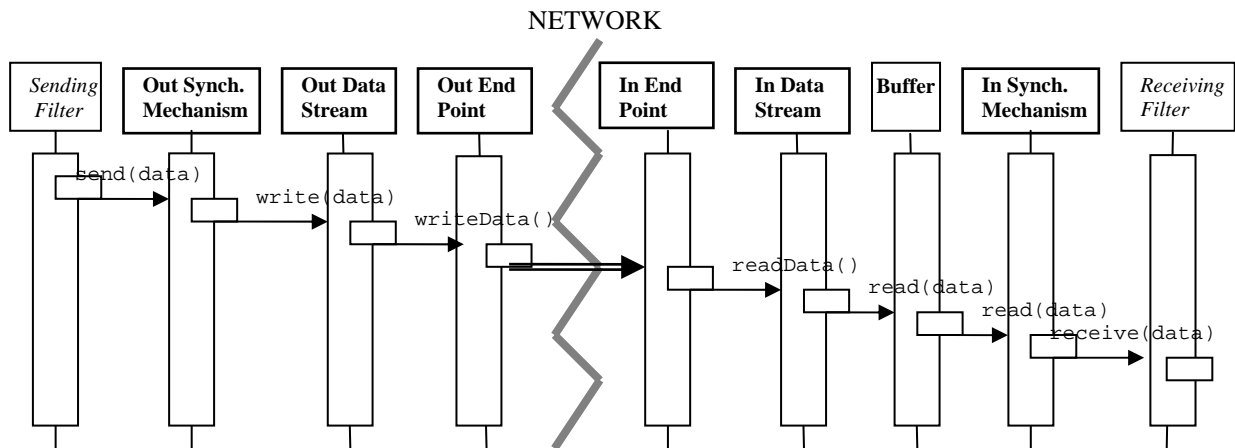 NETWORK
Sending
Filter
Out Synch.
Mechanism
Out Data
Stream
Out End
Point
In End
Point
In Data
Stream
Buffer
In Synch.
Mechanism
Receiving
Filter
send(data)
write(data)
writeData()
readData()
read(data)
read(data)
receive(data)